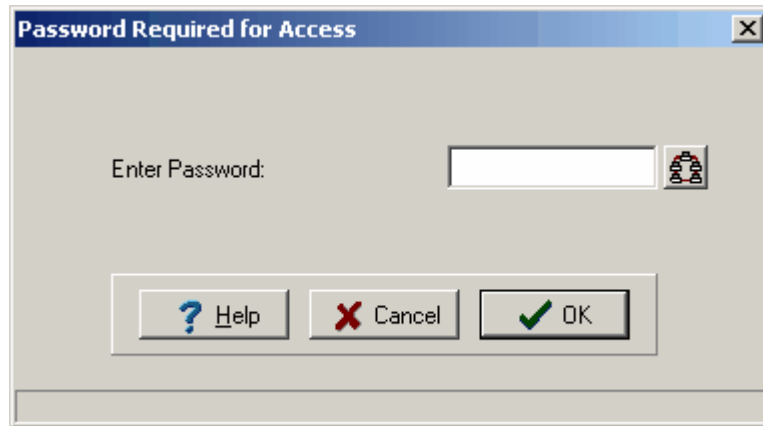 Password Required for Access
Enter Password:
? Help
Cancel
OK